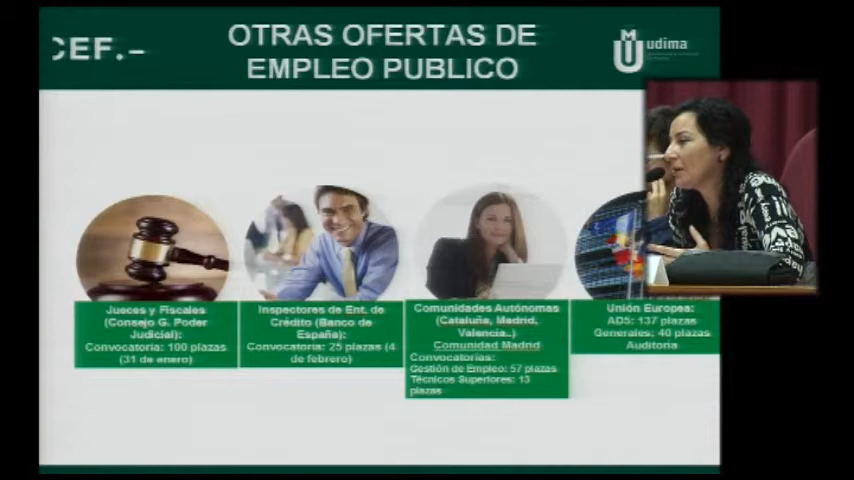 CEF.–
OTRAS OFERTAS DE
EMPLEO PUBLICO
udima
Jueces y Fiscales
(Consejo G. Poder
Judicial):
Convocatoria: 100 plazas
(31 de enero)
Inspectores de Ent. de
Crédito (Banco de
España):
Convocatoria: 25 plazas (4
de febrero)
Comunidades Autónomas
(Cataluña, Madrid,
Valencia..)
Comunidad Madrid
Convocatorias:
Gestión de Empleo: 57 plazas
Técnicos Superiores: 13
plazas
Unión Europea:
AD5: 137 plazas
Generales; 40 plazas
Auditoria